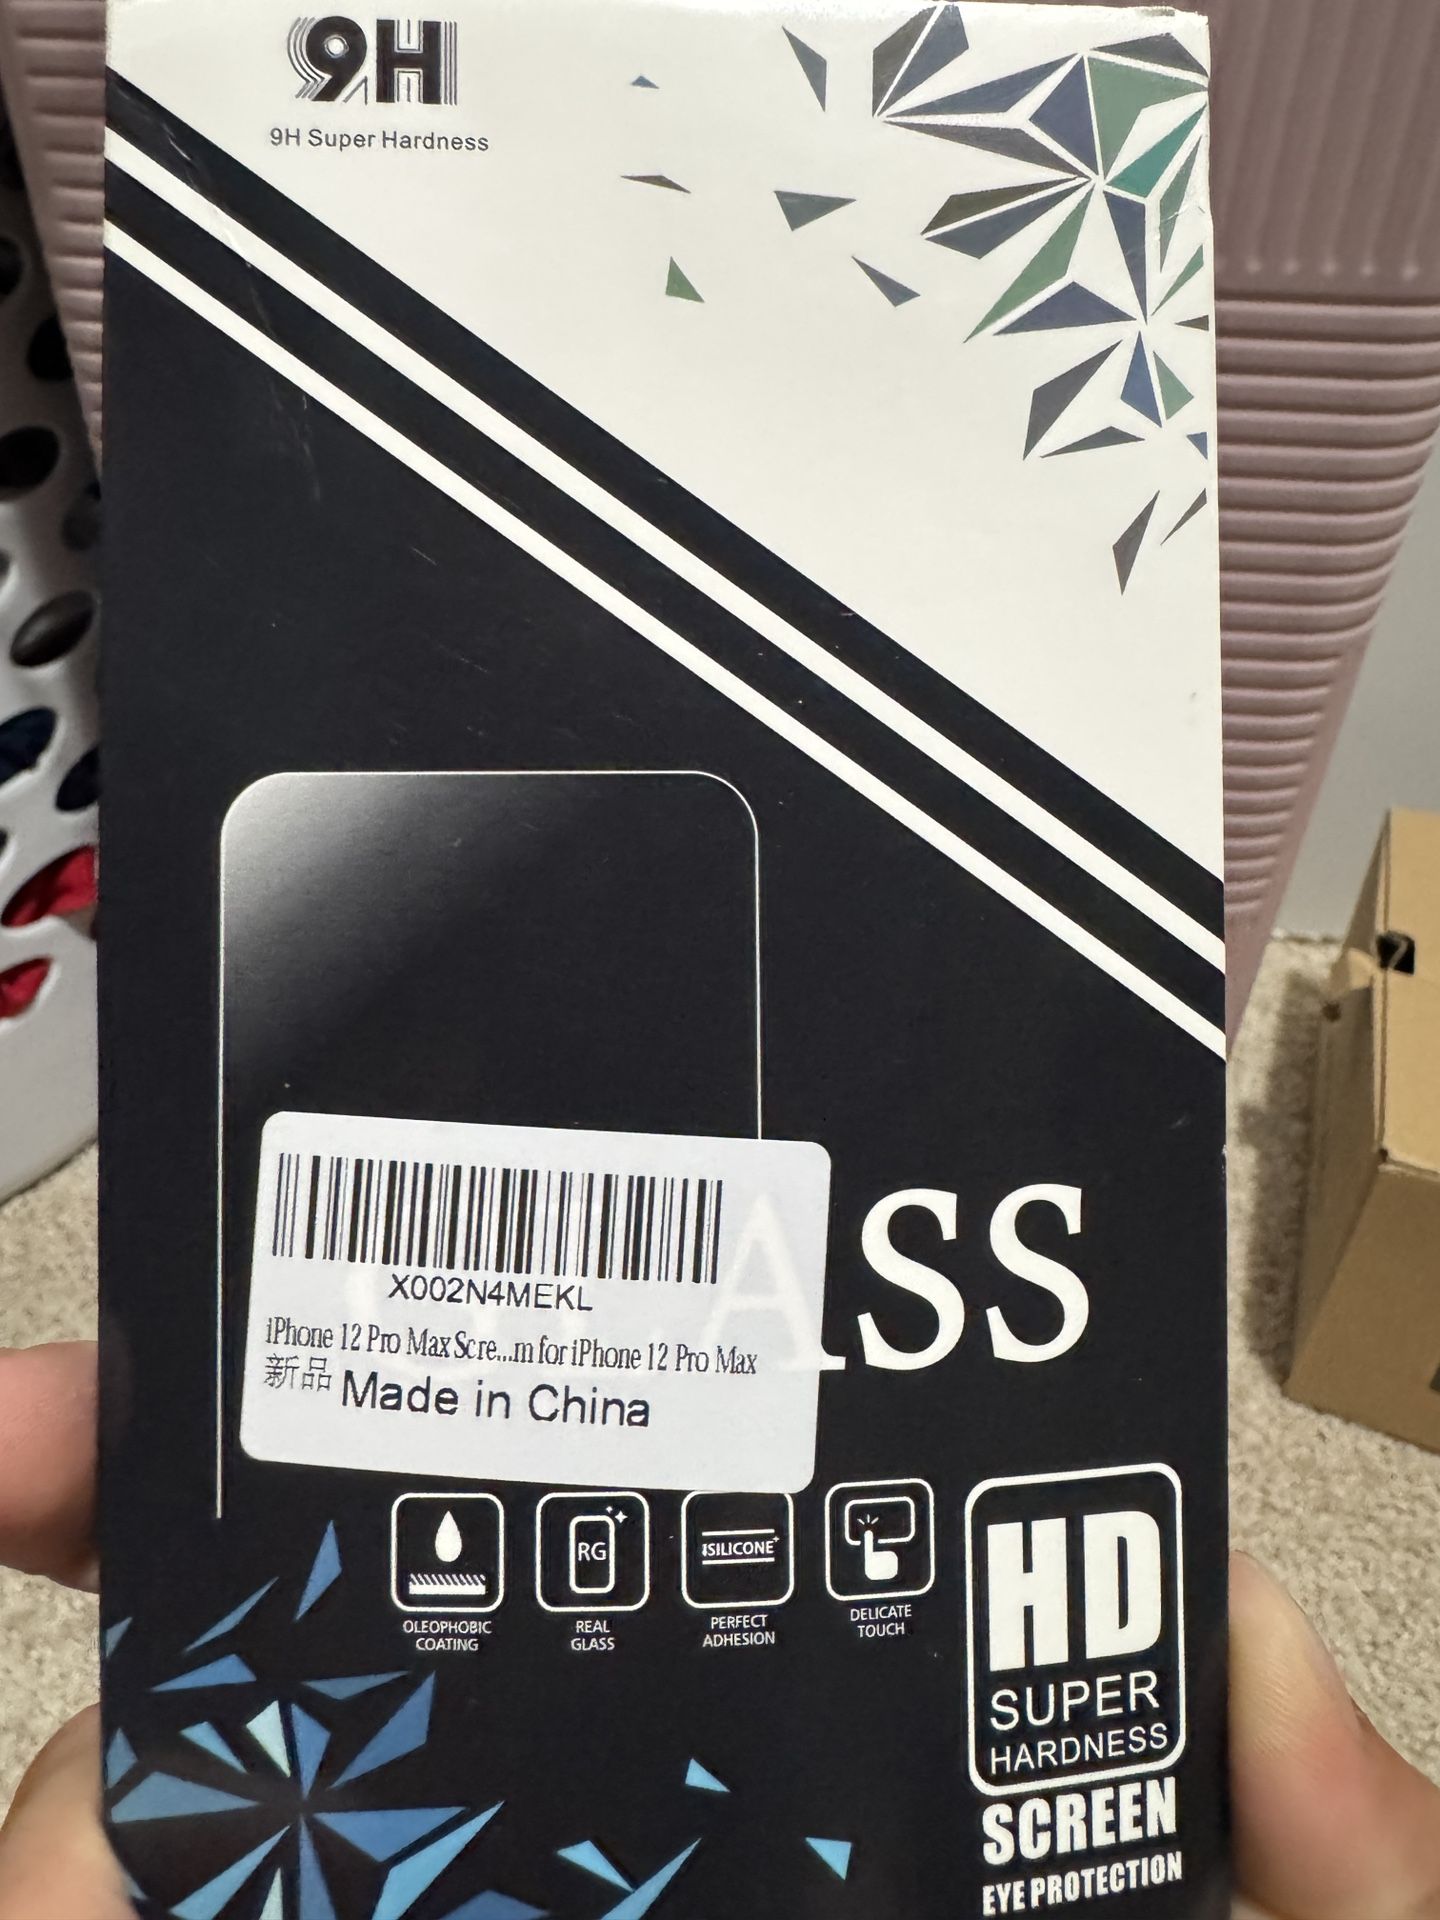 9H
9H Super Hardness
X002N4MEKL
iPhone 12 Pro Max Scre...m for iPhone 12 Pro Max
新品 Made in China
ASS
OLEOPHOBIC
COATING
RG
REAL
GLASS
SILICONE+
PERFECT
ADHESION
DELICATE
TOUCH
HD
SUPER
HARDNESS
SCREEN
EYE PROTECTION